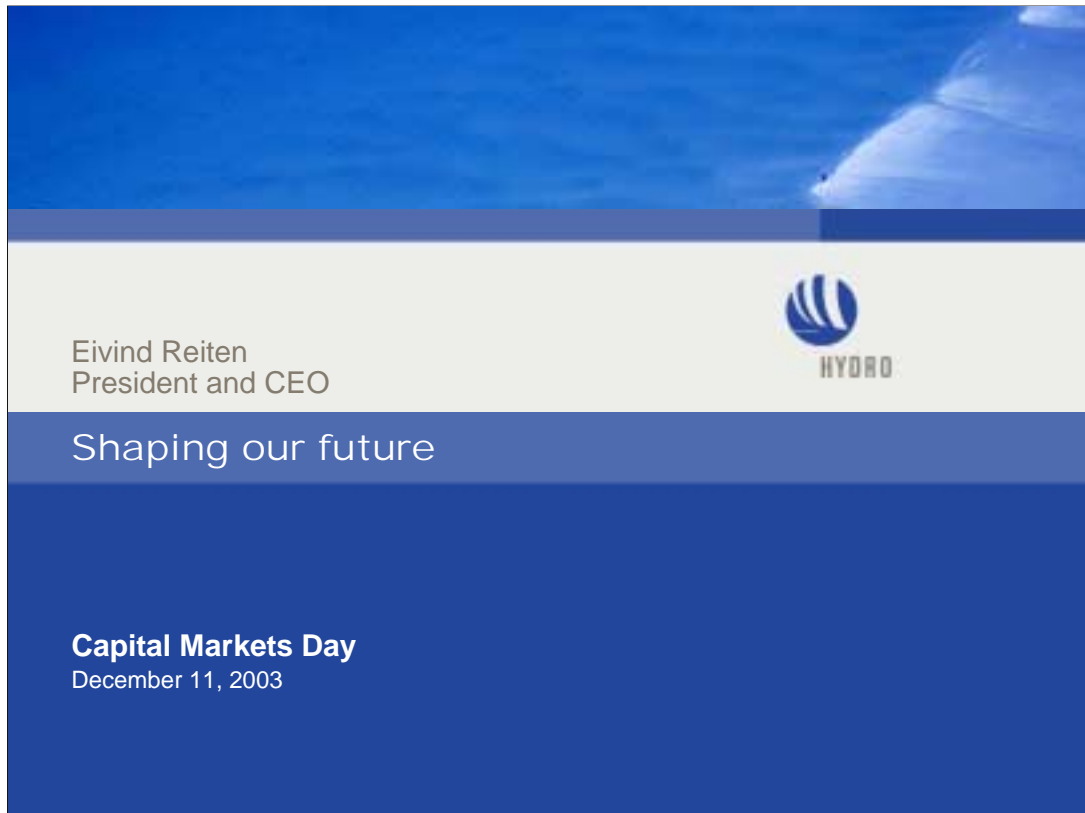 Eivind Reiten
President and CEO
HYDRO
Shaping our future
Capital Markets Day
December 11, 2003